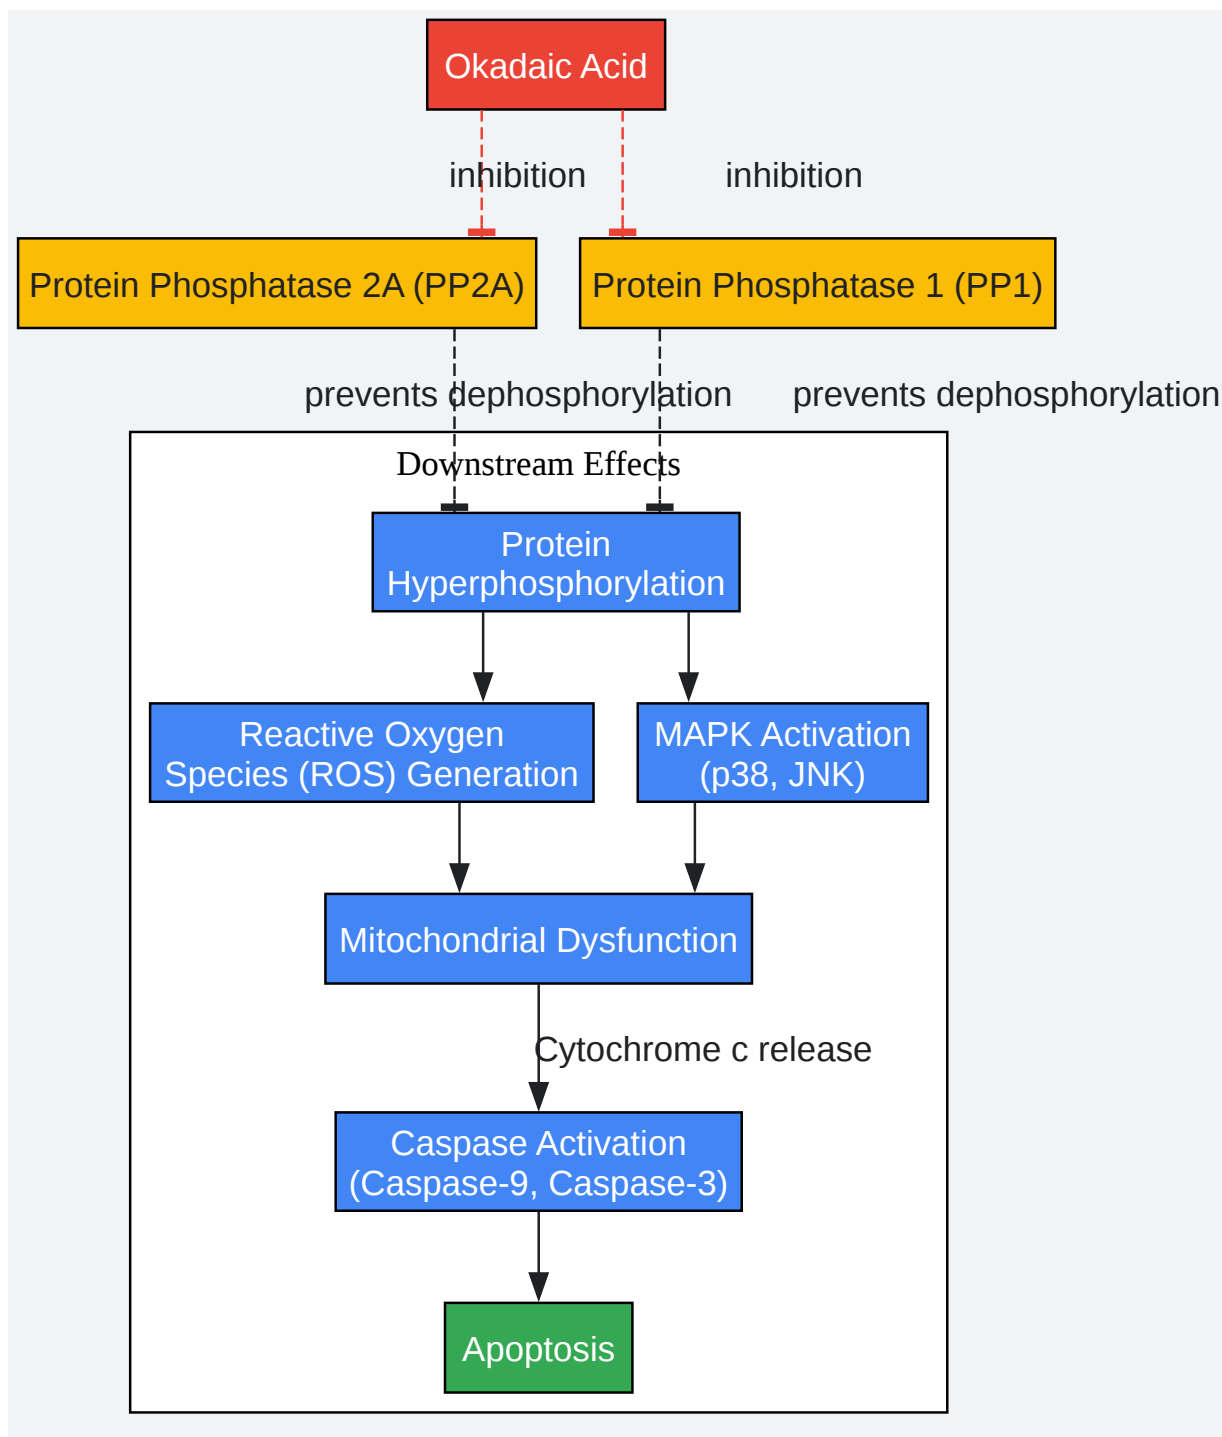 Okadaic Acid
inhibition
inhibition
Protein Phosphatase 2A (PP2A)
Protein Phosphatase 1 (PP1)
prevents dephosphorylation
prevents dephosphorylation
Downstream Effects
Protein
Hyperphosphorylation
Reactive Oxygen
Species (ROS) Generation
MAPK Activation
(p38, JNK)
Mitochondrial Dysfunction
Cytochrome c release
Caspase Activation
(Caspase-9, Caspase-3)
Apoptosis